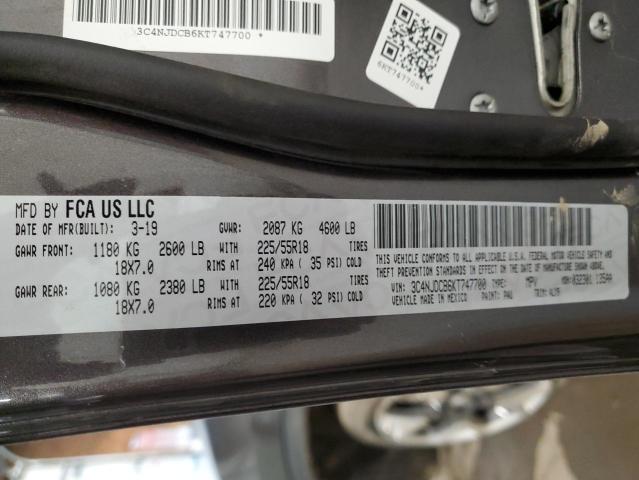 3C4NJDCB6KT747700 *
6KT747700*
MFD BY FCA US LLC
DATE OF MFR(BUILT): 3-19 GVWR: 2087 KG 4600 LB
GAWR FRONT: 1180 KG 2600 LB WITH 225/55R18 TIRES
18X7.0 RIMS AT 240 KPA ( 35 PSI) COLD
GAWR REAR: 1080 KG 2380 LB WITH 225/55R18 TIRES
18X7.0 RIMS AT 220 KPA ( 32 PSI) COLD
THIS VEHICLE CONFORMS TO ALL APPLICABLE U.S.A. FEDERAL MOTOR VEHICLE SAFETY AND
THEFT PREVENTION STANDARDS IN EFFECT ON THE DATE OF MANUFACTURE SHOWN ABOVE.
VIN: 3C4NJDCB6KT747700 TYPE: MPV MDH: 032901 135AA
VEHICLE MADE IN MEXICO PAINT: PAU TRIM: